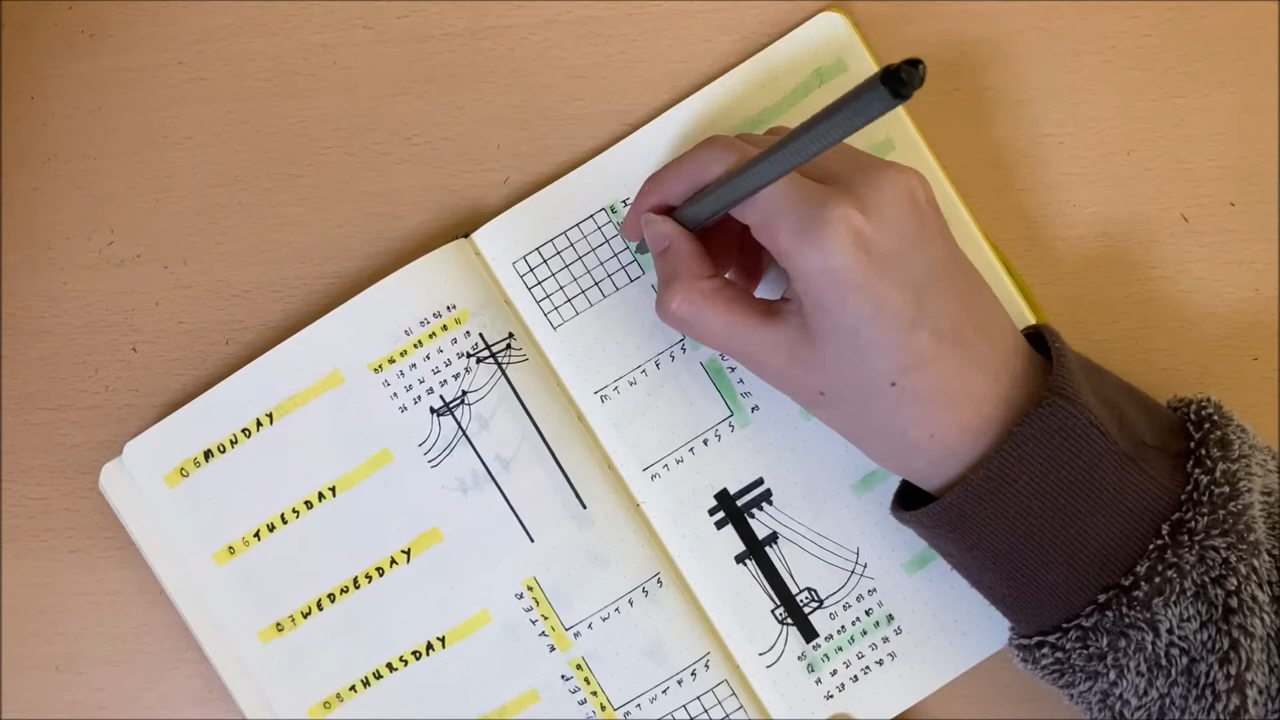 06 MONDAY
06 TUESDAY
07 WEDNESDAY
08 THURSDAY
01 02 03 04
05 06 07 08 09 10 11
12 13 14 15 16 17 18
19 20 21 22 23 24 25
26 27 28 29 30 31
WATER
M T W T F S S
M T W T F S S
M T W T F S S
M T W T F S S
01 02 03 04
05 06 07 08 09 10 11
12 13 14 15 16 17 18
19 20 21 22 23 24 25
26 27 28 29 30 31